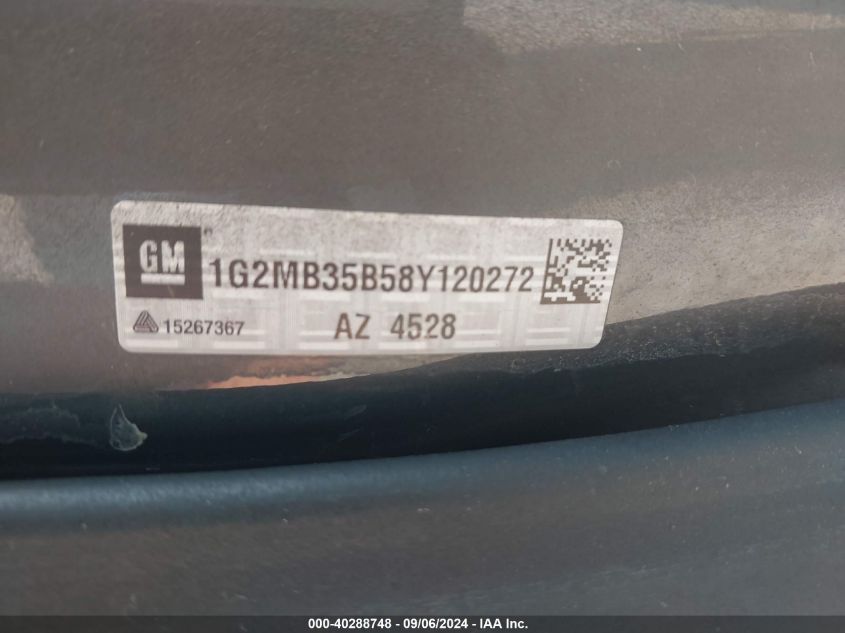 GM
1G2MB35B58Y120272
15267367
AZ 4528
000-40288748 - 09/06/2024 - IAA Inc.